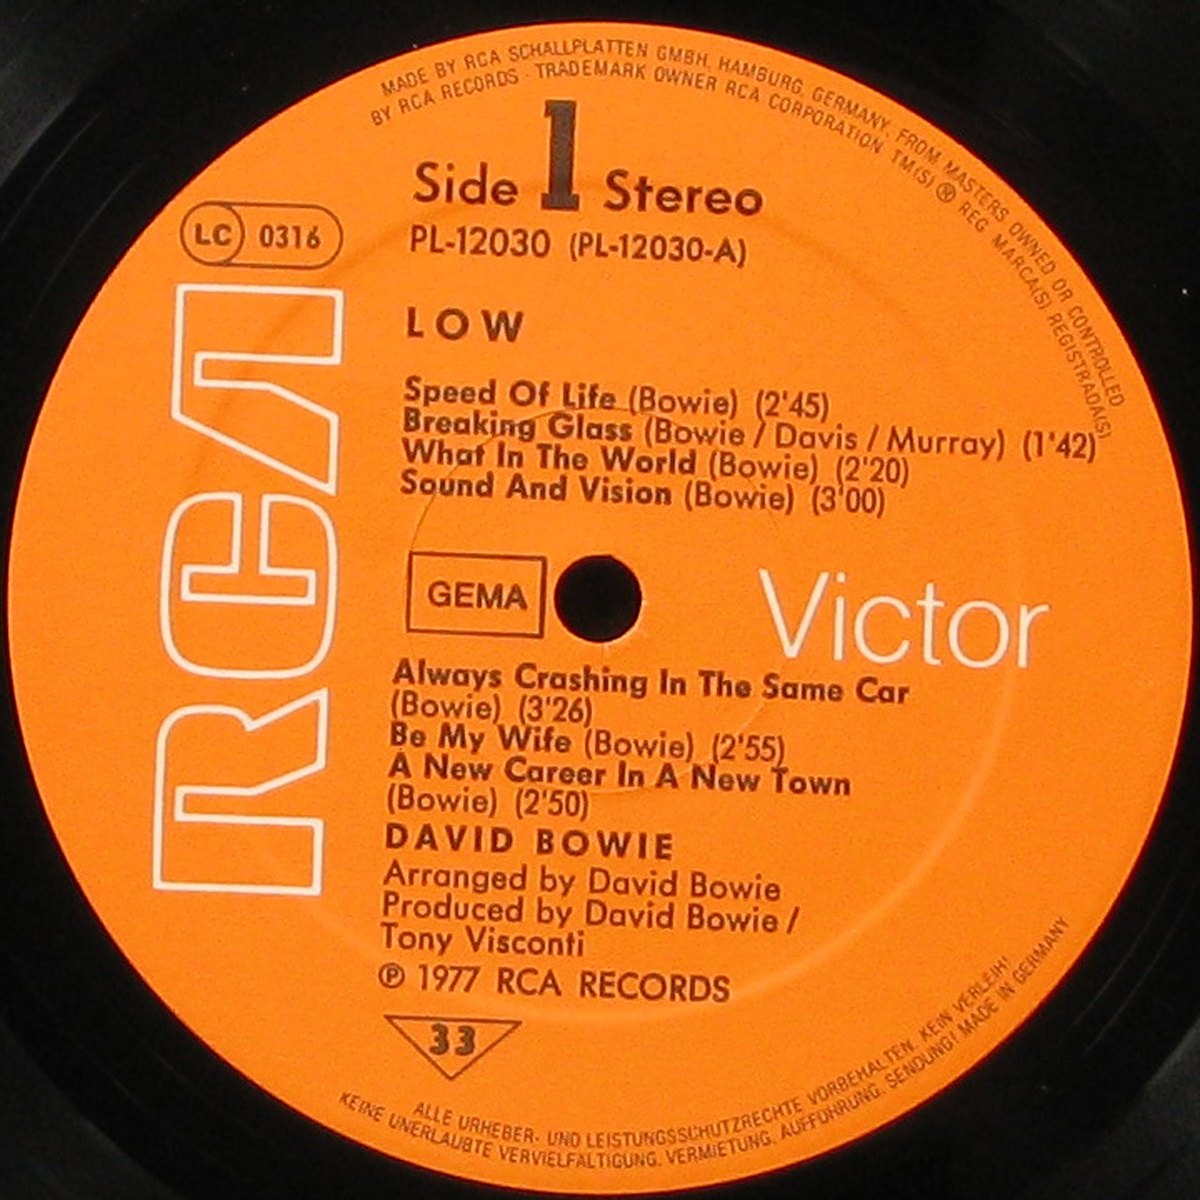 MADE BY RCA SCHALLPLATTEN GMBH, HAMBURG, GERMANY, FROM MASTERS OWNED OR CONTROLLED
BY RCA RECORDS · TRADEMARK OWNER RCA CORPORATION TM(S) ® REG. MARCA(S) REGISTRADA(S)
Side 1 Stereo
LC 0316
PL-12030 (PL-12030-A)
RCA
LOW
Speed Of Life (Bowie) (2'45)
Breaking Glass (Bowie / Davis / Murray) (1'42)
What In The World (Bowie) (2'20)
Sound And Vision (Bowie) (3'00)
GEMA
Victor
Always Crashing In The Same Car
(Bowie) (3'26)
Be My Wife (Bowie) (2'55)
A New Career In A New Town
(Bowie) (2'50)
DAVID BOWIE
Arranged by David Bowie
Produced by David Bowie /
Tony Visconti
℗ 1977 RCA RECORDS
33
ALLE URHEBER- UND LEISTUNGSSCHUTZRECHTE VORBEHALTEN. KEIN VERLEIH!
KEINE UNERLAUBTE VERVIELFÄLTIGUNG, VERMIETUNG, AUFFÜHRUNG, SENDUNG! MADE IN GERMANY